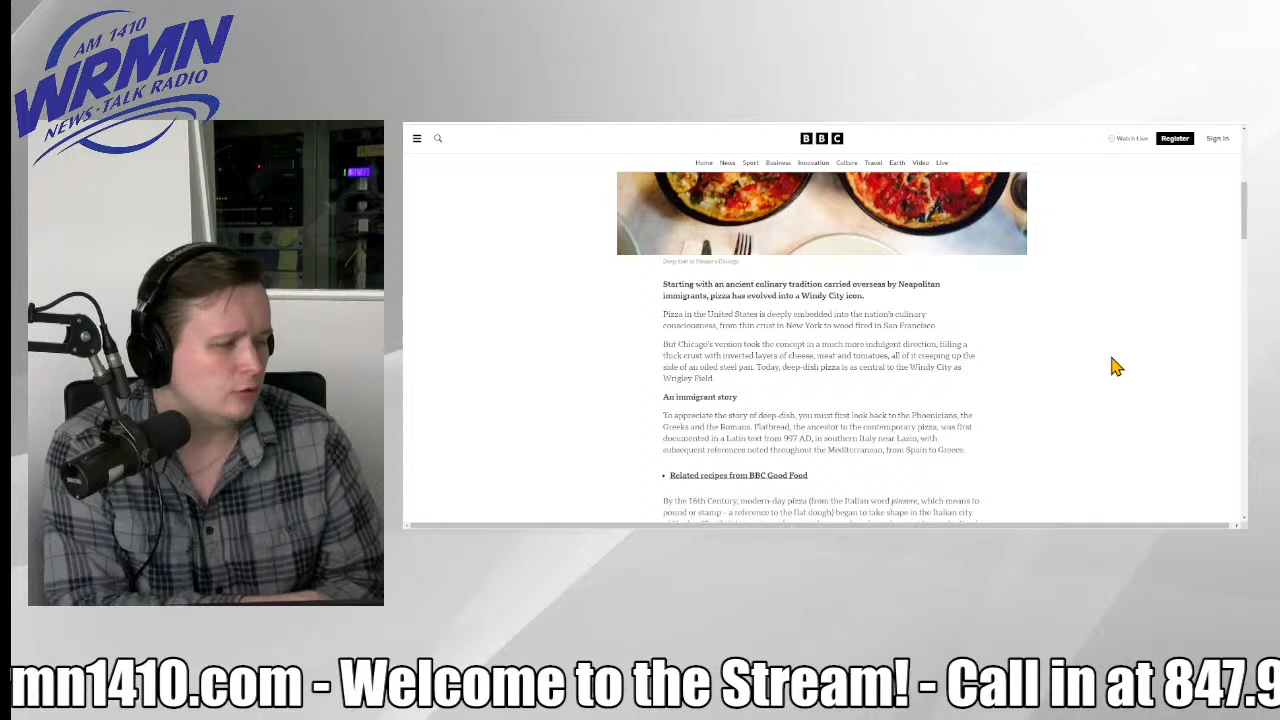 AM 1410
WRMN
NEWS•TALK RADIO
BBC
Watch Live
Register
Sign In
Home News Sport Business Innovation Culture Travel Earth Video Live
Deep dish at Pizano's Chicago
Starting with an ancient culinary tradition carried overseas by Neapolitan
immigrants, pizza has evolved into a Windy City icon.
Pizza in the United States is deeply embedded into the nation's culinary
consciousness, from thin crust in New York to wood fired in San Francisco.
But Chicago's version took the concept in a much more indulgent direction, filling a
thick crust with inverted layers of cheese, meat and tomatoes, all of it creeping up the
side of an oiled steel pan. Today, deep-dish pizza is as central to the Windy City as
Wrigley Field.
An immigrant story
To appreciate the story of deep-dish, you must first look back to the Phoenicians, the
Greeks and the Romans. Flatbread, the ancestor to the contemporary pizza, was first
documented in a Latin text from 997 AD, in southern Italy near Lazio, with
subsequent references noted throughout the Mediterranean, from Spain to Greece.
• Related recipes from BBC Good Food
By the 16th Century, modern-day pizza (from the Italian word pinsere, which means to
pound or stamp – a reference to the flat dough) began to take shape in the Italian city
mn1410.com - Welcome to the Stream! - Call in at 847.9